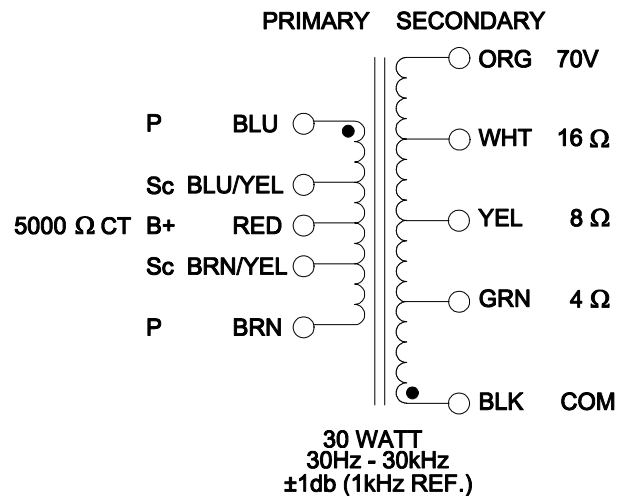 PRIMARY SECONDARY
ORG 70V
P BLU
WHT 16 Ω
Sc BLU/YEL
5000 Ω CT B+ RED
YEL 8 Ω
Sc BRN/YEL
GRN 4 Ω
P BRN
BLK COM
30 WATT
30Hz - 30kHz
±1db (1kHz REF.)